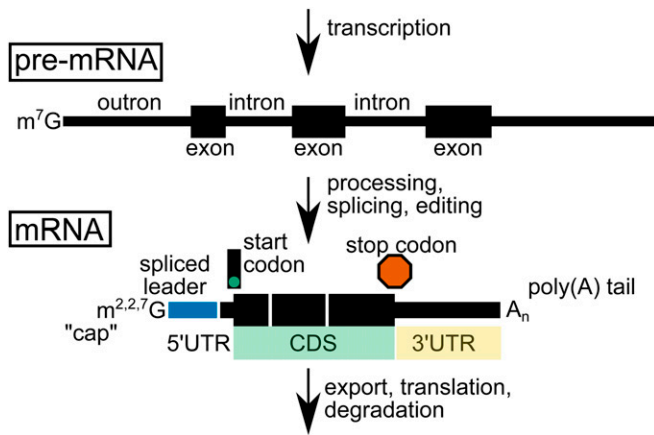 transcription
pre-mRNA
outron intron intron
m⁷G
exon exon exon
processing,
splicing, editing
mRNA
start
codon
stop codon
spliced
leader
poly(A) tail
m²,²,⁷G
Aₙ
"cap"
5'UTR CDS 3'UTR
export, translation,
degradation